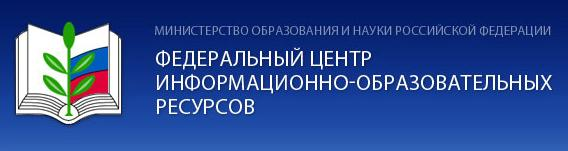 МИНИСТЕРСТВО ОБРАЗОВАНИЯ И НАУКИ РОССИЙСКОЙ ФЕДЕРАЦИИ
ФЕДЕРАЛЬНЫЙ ЦЕНТР
ИНФОРМАЦИОННО-ОБРАЗОВАТЕЛЬНЫХ
РЕСУРСОВ